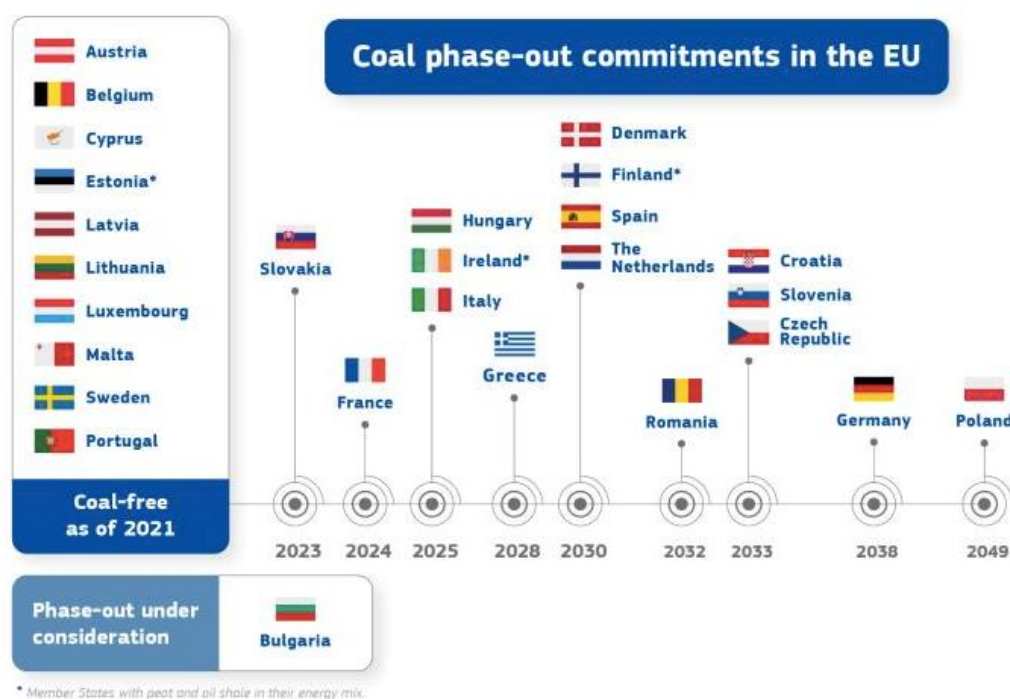 Coal phase-out commitments in the EU
Austria
Belgium
Cyprus
Estonia*
Latvia
Lithuania
Luxembourg
Malta
Sweden
Portugal
Coal-free
as of 2021
Slovakia
France
Hungary
Ireland*
Italy
Greece
Denmark
Finland*
Spain
The
Netherlands
Romania
Croatia
Slovenia
Czech
Republic
Germany
Poland
2023
2024
2025
2028
2030
2032
2033
2038
2049
Phase-out under
consideration
Bulgaria
* Member States with peat and oil shale in their energy mix.